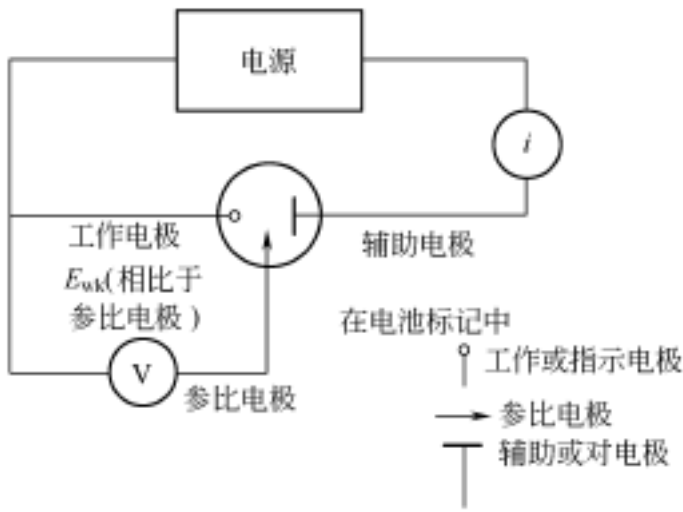 电源
i
工作电极
辅助电极
Ewk(相比于
参比电极)
V
参比电极
在电池标记中
工作或指示电极
参比电极
辅助或对电极